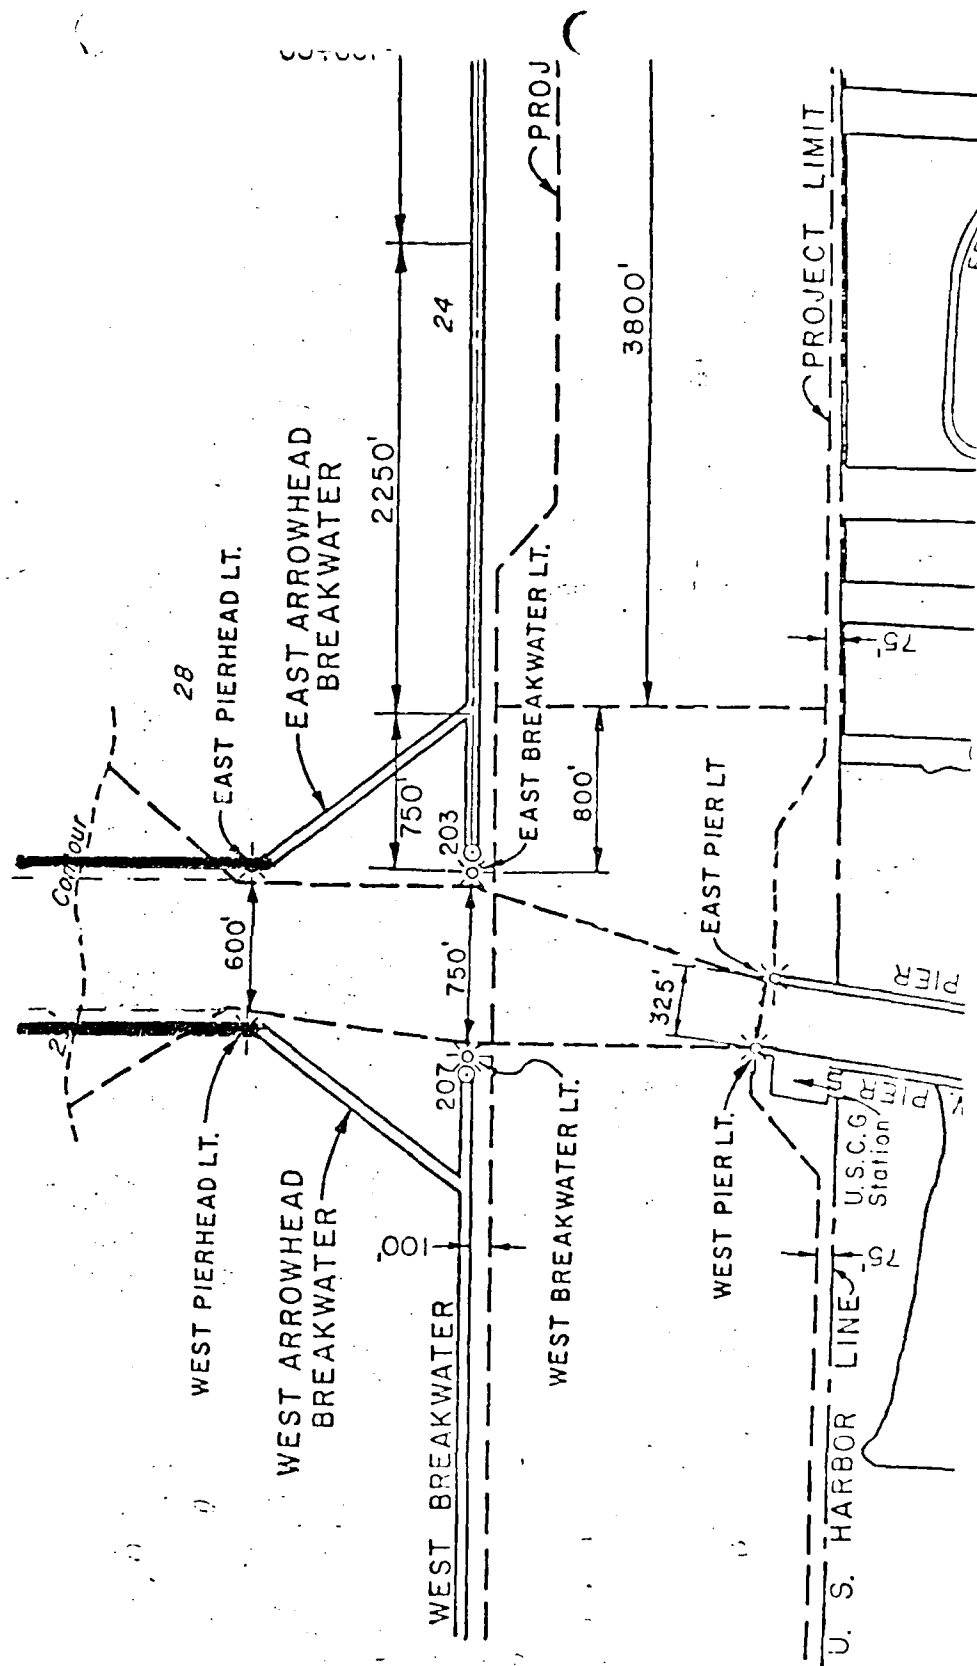 Contour
28
EAST PIERHEAD LT.
EAST ARROWHEAD
BREAKWATER
600'
WEST PIERHEAD LT.
WEST ARROWHEAD
BREAKWATER
2250'
24
750'
203
750'
207
100'
WEST BREAKWATER
PROJ
EAST BREAKWATER LT.
WEST BREAKWATER LT.
3800'
800'
PROJECT LIMIT
75'
EAST PIER LT
325'
PIER
WEST PIER LT.
PIER
U.S.C.G.
Station
75'
U. S. HARBOR LINE